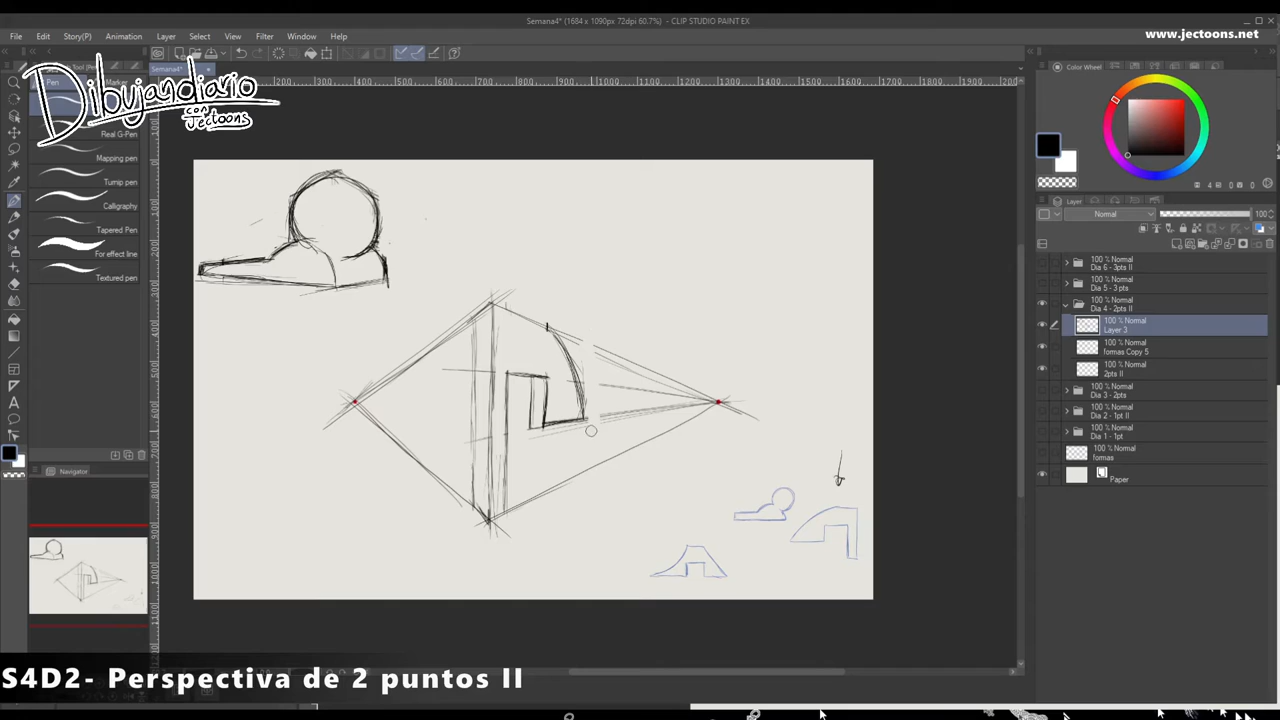 Semana4* (1684 x 1090px 72dpi 60.7%) - CLIP STUDIO PAINT EX
www.jectoons.net
File Edit Story(P) Animation Layer Select View Filter Window Help
Dibujandiario
con
Jectoons
Semana4*
Pen
Marker
Real G-Pen
Mapping pen
Turnip pen
Calligraphy
Tapered Pen
For effect line
Textured pen
Navigator
Color Wheel
Layer
Normal
100
100 % Normal
Dia 6 - 3pts II
100 % Normal
Dia 5 - 3 pts
100 % Normal
Dia 4 - 2pts II
100 % Normal
Layer 3
100 % Normal
formas Copy 5
100 % Normal
2pts II
100 % Normal
Dia 3 - 2pts
100 % Normal
Dia 2 - 1pt II
100 % Normal
Dia 1 - 1pt
100 % Normal
formas
Paper
S4D2- Perspectiva de 2 puntos II